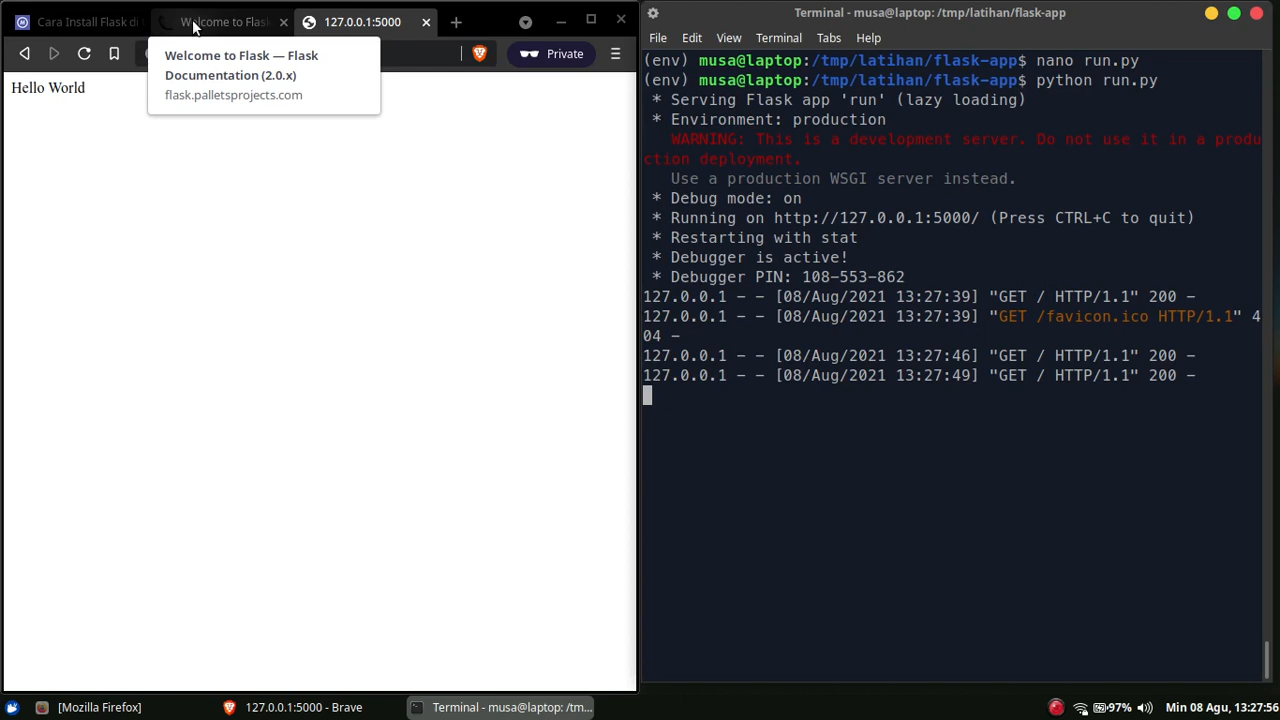 Cara Install Flask di
Welcome to Flask
127.0.0.1:5000
Private
Welcome to Flask — Flask
Documentation (2.0.x)
flask.palletsprojects.com
Hello World
Terminal - musa@laptop: /tmp/latihan/flask-app
File Edit View Terminal Tabs Help
(env) musa@laptop:/tmp/latihan/flask-app$ nano run.py
(env) musa@laptop:/tmp/latihan/flask-app$ python run.py
* Serving Flask app 'run' (lazy loading)
* Environment: production
WARNING: This is a development server. Do not use it in a produ
ction deployment.
Use a production WSGI server instead.
* Debug mode: on
* Running on http://127.0.0.1:5000/ (Press CTRL+C to quit)
* Restarting with stat
* Debugger is active!
* Debugger PIN: 108-553-862
127.0.0.1 - - [08/Aug/2021 13:27:39] "GET / HTTP/1.1" 200 -
127.0.0.1 - - [08/Aug/2021 13:27:39] "GET /favicon.ico HTTP/1.1" 4
04 -
127.0.0.1 - - [08/Aug/2021 13:27:46] "GET / HTTP/1.1" 200 -
127.0.0.1 - - [08/Aug/2021 13:27:49] "GET / HTTP/1.1" 200 -
[Mozilla Firefox]
127.0.0.1:5000 - Brave
Terminal - musa@laptop: /tm...
97%
Min 08 Agu, 13:27:56